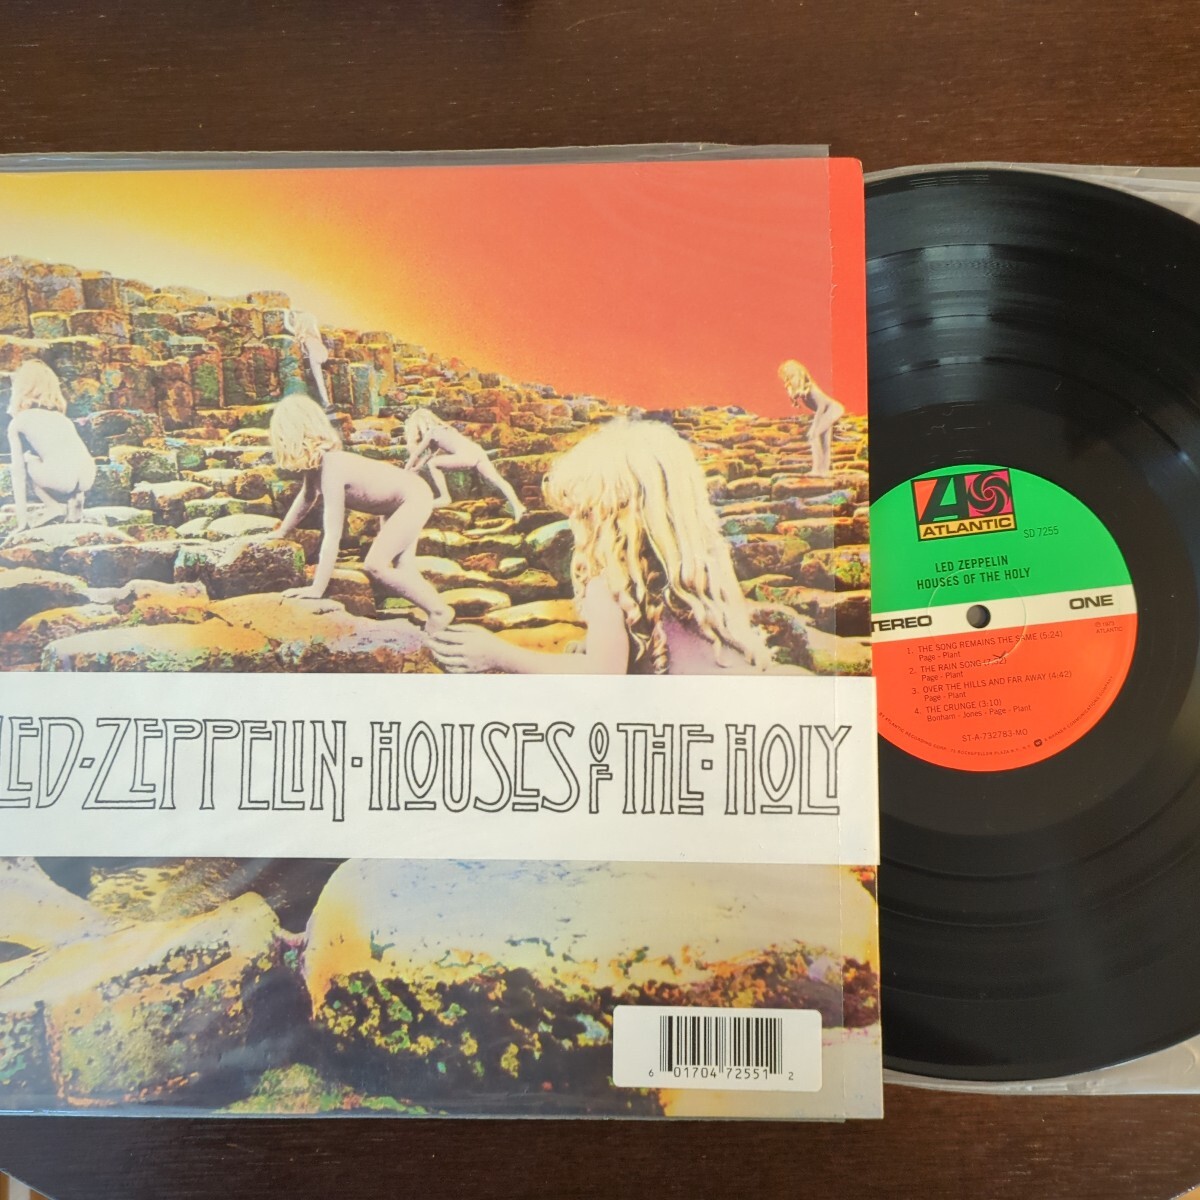 LED·ZEPPELIN·HOUSES OF THE·HOLY
6 01704 72551 2
ATLANTIC
SD 7255
LED ZEPPELIN
HOUSES OF THE HOLY
STEREO
ONE
℗ 1973
ATLANTIC
1. THE SONG REMAINS THE SAME (5:24)
Page - Plant
2. THE RAIN SONG
Page - Plant
3. OVER THE HILLS AND FAR AWAY (4:42)
Page - Plant
4. THE CRUNGE (3:10)
Bonham - Jones - Page - Plant
ST-A-732783-MO